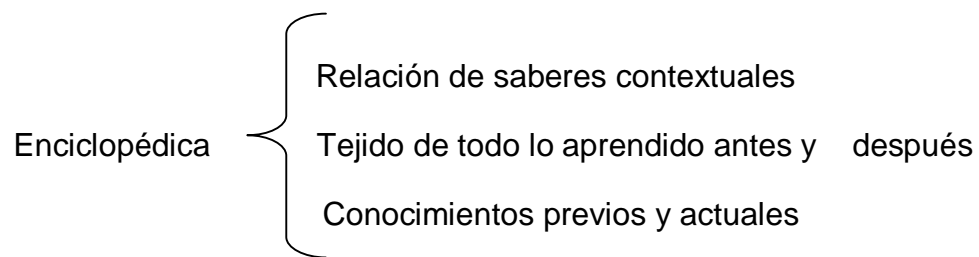 Relación de saberes contextuales
Enciclopédica Tejido de todo lo aprendido antes y después
Conocimientos previos y actuales